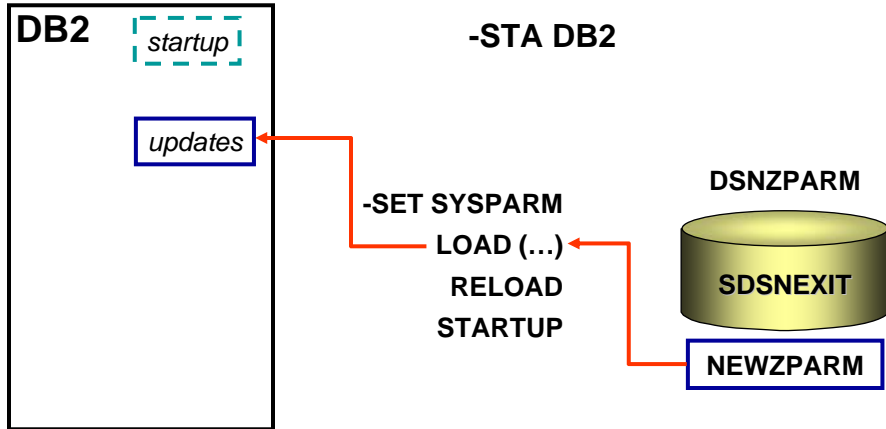 DB2
startup
-STA DB2
updates
DSNZPARM
-SET SYSPARM
LOAD (…)
SDSNEXIT
RELOAD
STARTUP
NEWZPARM